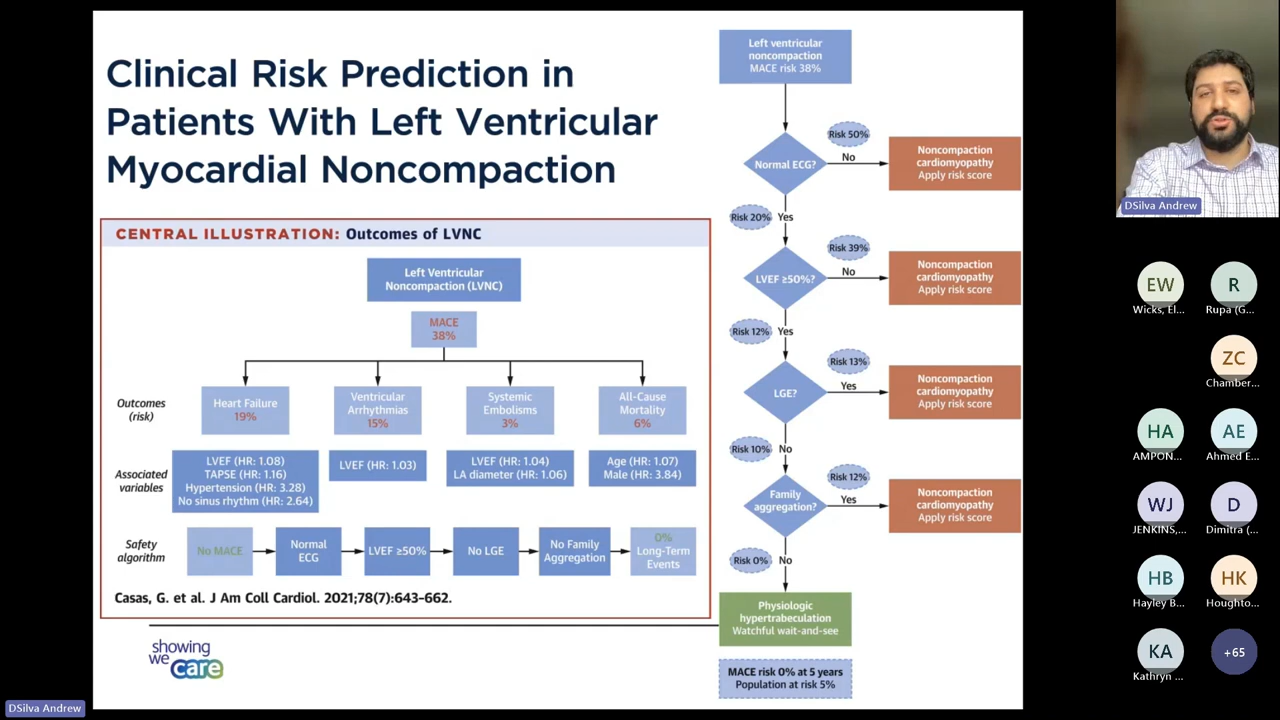 Clinical Risk Prediction in
Patients With Left Ventricular
Myocardial Noncompaction
CENTRAL ILLUSTRATION: Outcomes of LVNC
Left Ventricular
Noncompaction (LVNC)
MACE
38%
Outcomes
(risk)
Heart Failure
19%
Ventricular
Arrhythmias
15%
Systemic
Embolisms
3%
All-Cause
Mortality
6%
Associated
variables
LVEF (HR: 1.08)
TAPSE (HR: 1.16)
Hypertension (HR: 3.28)
No sinus rhythm (HR: 2.64)
LVEF (HR: 1.03)
LVEF (HR: 1.04)
LA diameter (HR: 1.06)
Age (HR: 1.07)
Male (HR: 3.84)
Safety
algorithm
No MACE
Normal
ECG
LVEF ≥50%
No LGE
No Family
Aggregation
0%
Long-Term
Events
Casas, G. et al. J Am Coll Cardiol. 2021;78(7):643–662.
showing
we care
Left ventricular
noncompaction
MACE risk 38%
Normal ECG?
Risk 50%
No
Noncompaction
cardiomyopathy
Apply risk score
Risk 20%
Yes
LVEF ≥50%?
Risk 39%
No
Noncompaction
cardiomyopathy
Apply risk score
Risk 12%
Yes
LGE?
Risk 13%
Yes
Noncompaction
cardiomyopathy
Apply risk score
Risk 10%
No
Family
aggregation?
Risk 12%
Yes
Noncompaction
cardiomyopathy
Apply risk score
Risk 0%
No
Physiologic
hypertrabeculation
Watchful wait-and-see
MACE risk 0% at 5 years
Population at risk 5%
DSilva Andrew
EW
Wicks, El...
R
Rupa (G...
ZC
Chamber...
HA
AMPON...
AE
Ahmed E...
WJ
JENKINS,...
D
Dimitra (...
HB
Hayley B...
HK
Houghto...
KA
Kathryn ...
+65
DSilva Andrew